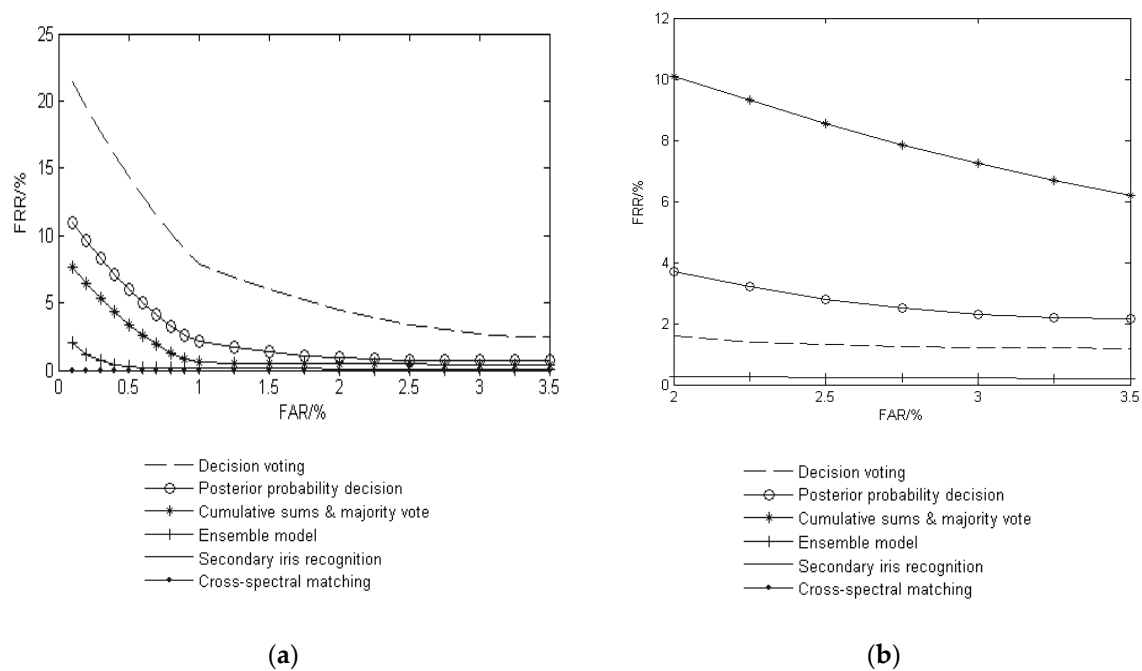 25
20
15
10
5
0
FRR/%
0
0.5
1
1.5
2
2.5
3
3.5
FAR/%
Decision voting
Posterior probability decision
Cumulative sums & majority vote
Ensemble model
Secondary iris recognition
Cross-spectral matching
(a)
12
10
8
6
4
2
0
FRR/%
2
2.5
3
3.5
FAR/%
Decision voting
Posterior probability decision
Cumulative sums & majority vote
Ensemble model
Secondary iris recognition
Cross-spectral matching
(b)